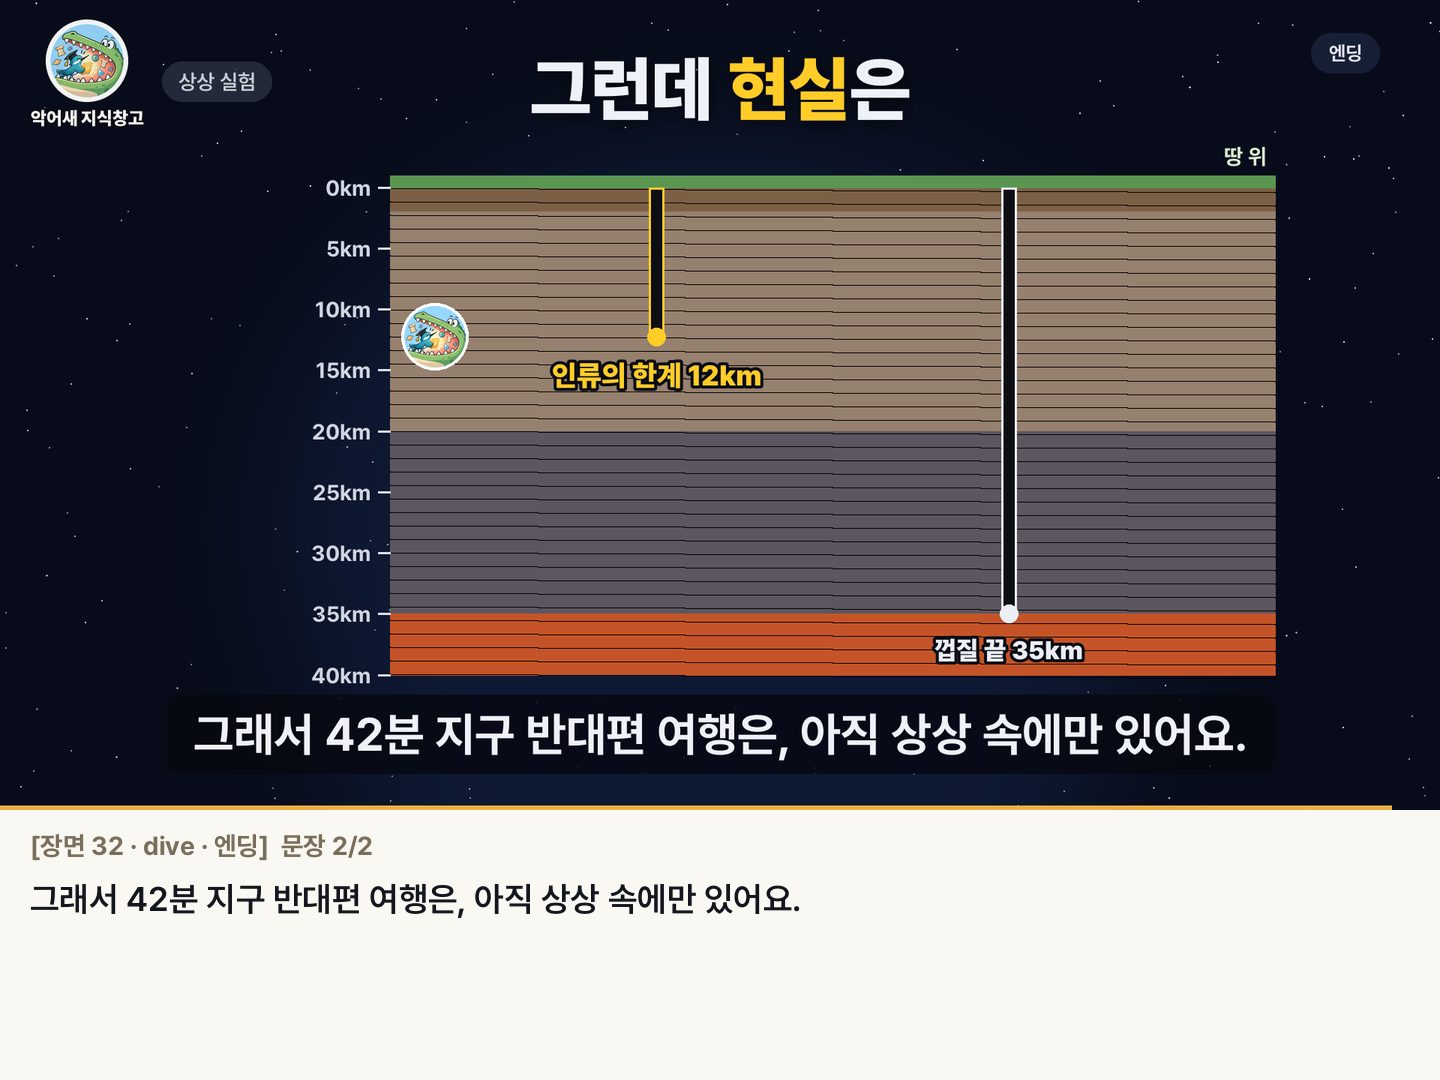 악어새 지식창고
상상 실험
그런데 현실은
엔딩
땅 위
0km
5km
10km
15km
20km
25km
30km
35km
40km
인류의 한계 12km
껍질 끝 35km
그래서 42분 지구 반대편 여행은, 아직 상상 속에만 있어요.
[장면 32 · dive · 엔딩] 문장 2/2
그래서 42분 지구 반대편 여행은, 아직 상상 속에만 있어요.